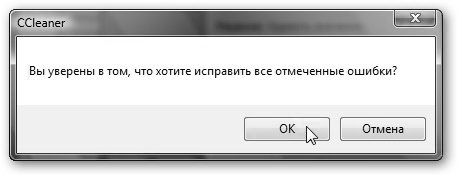 CCleaner
Вы уверены в том, что хотите исправить все отмеченные ошибки?
OK
Отмена